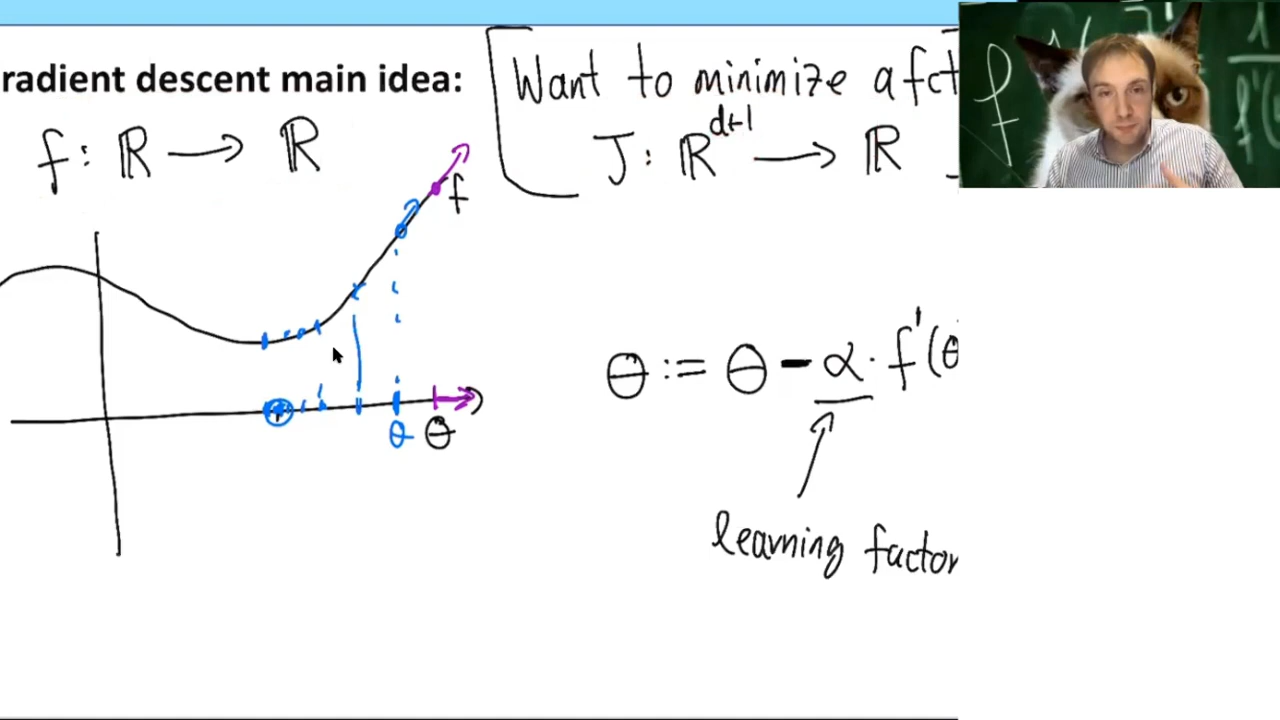 radient descent main idea:
Want to minimize a fct
f: ℝ → ℝ
J: ℝ^{d+1} → ℝ
f
θ := θ - α · f'(θ
θ θ
learning factor